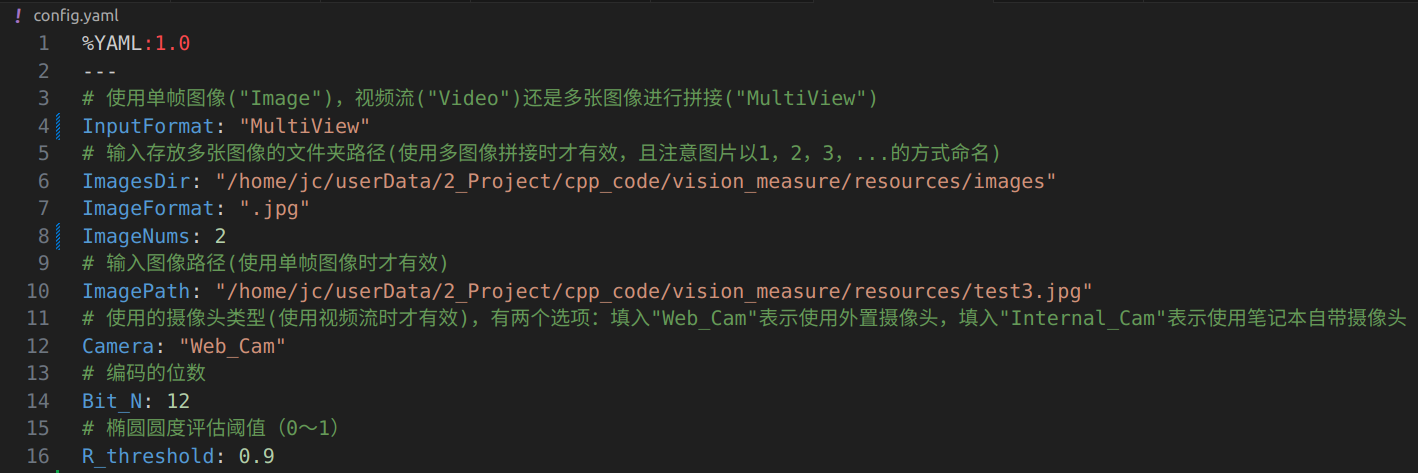 ! config.yaml
1 %YAML:1.0
2 ---
3 # 使用单帧图像("Image")，视频流("Video")还是多张图像进行拼接("MultiView")
4 InputFormat: "MultiView"
5 # 输入存放多张图像的文件夹路径(使用多图像拼接时才有效，且注意图片以1，2，3，...的方式命名)
6 ImagesDir: "/home/jc/userData/2_Project/cpp_code/vision_measure/resources/images"
7 ImageFormat: ".jpg"
8 ImageNums: 2
9 # 输入图像路径(使用单帧图像时才有效)
10 ImagePath: "/home/jc/userData/2_Project/cpp_code/vision_measure/resources/test3.jpg"
11 # 使用的摄像头类型(使用视频流时才有效)，有两个选项：填入"Web_Cam"表示使用外置摄像头，填入"Internal_Cam"表示使用笔记本自带摄像头
12 Camera: "Web_Cam"
13 # 编码的位数
14 Bit_N: 12
15 # 椭圆圆度评估阈值（0～1）
16 R_threshold: 0.9